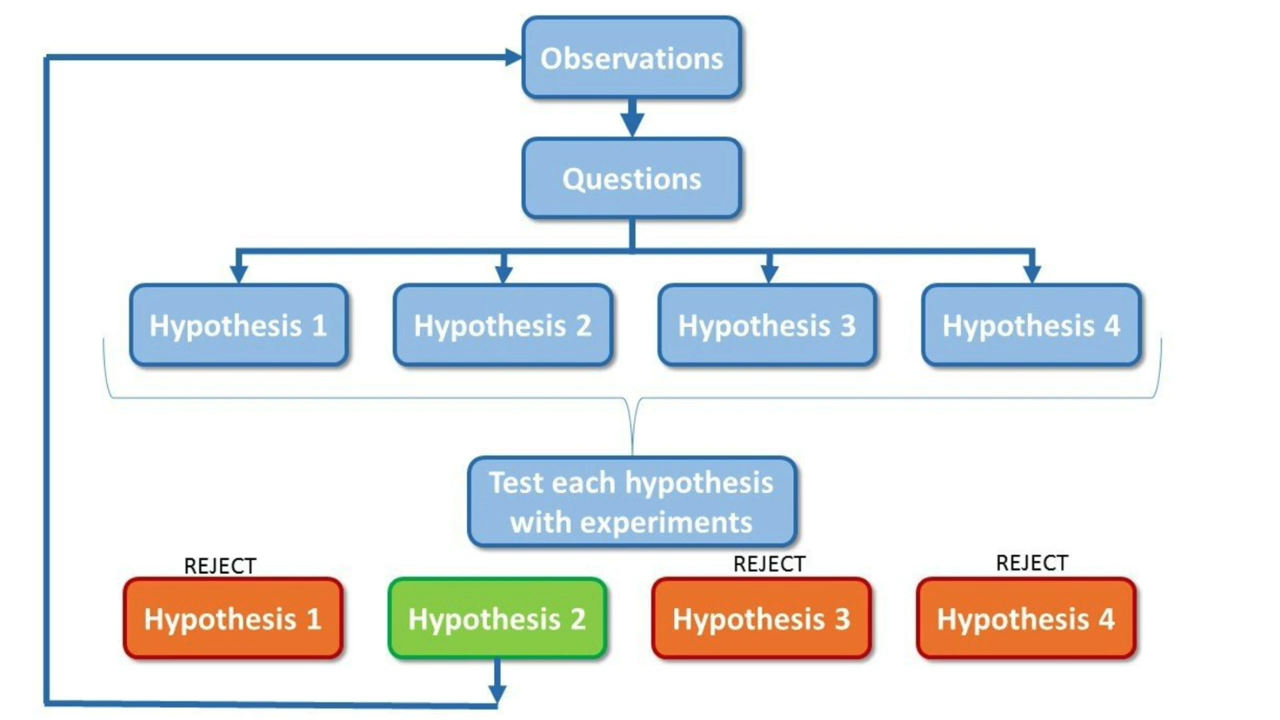 Observations
Questions
Hypothesis 1
Hypothesis 2
Hypothesis 3
Hypothesis 4
Test each hypothesis
with experiments
REJECT
REJECT
REJECT
Hypothesis 1
Hypothesis 2
Hypothesis 3
Hypothesis 4